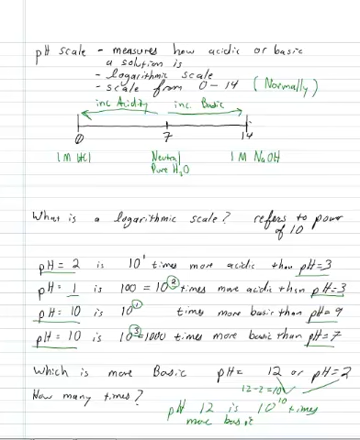 pH scale - measures how acidic or basic
a solution is
- logarithmic scale
- scale from 0-14 (Normally)
inc Acidity inc. Basic
0 7 14
1 M HCl Neutral 1 M NaOH
Pure H2O
What is a logarithmic scale? refers to power
of 10
pH = 2 is 10¹ times more acidic than pH=3
pH = 1 is 100 = 10² times more acidic than pH=3
pH = 10 is 10¹ times more basic than pH = 9
pH = 10 is 10³=1000 times more basic than pH=7
Which is more Basic pH = 12 or pH=2
How many times? 12-2=10
pH 12 is 10¹⁰ times
more basic